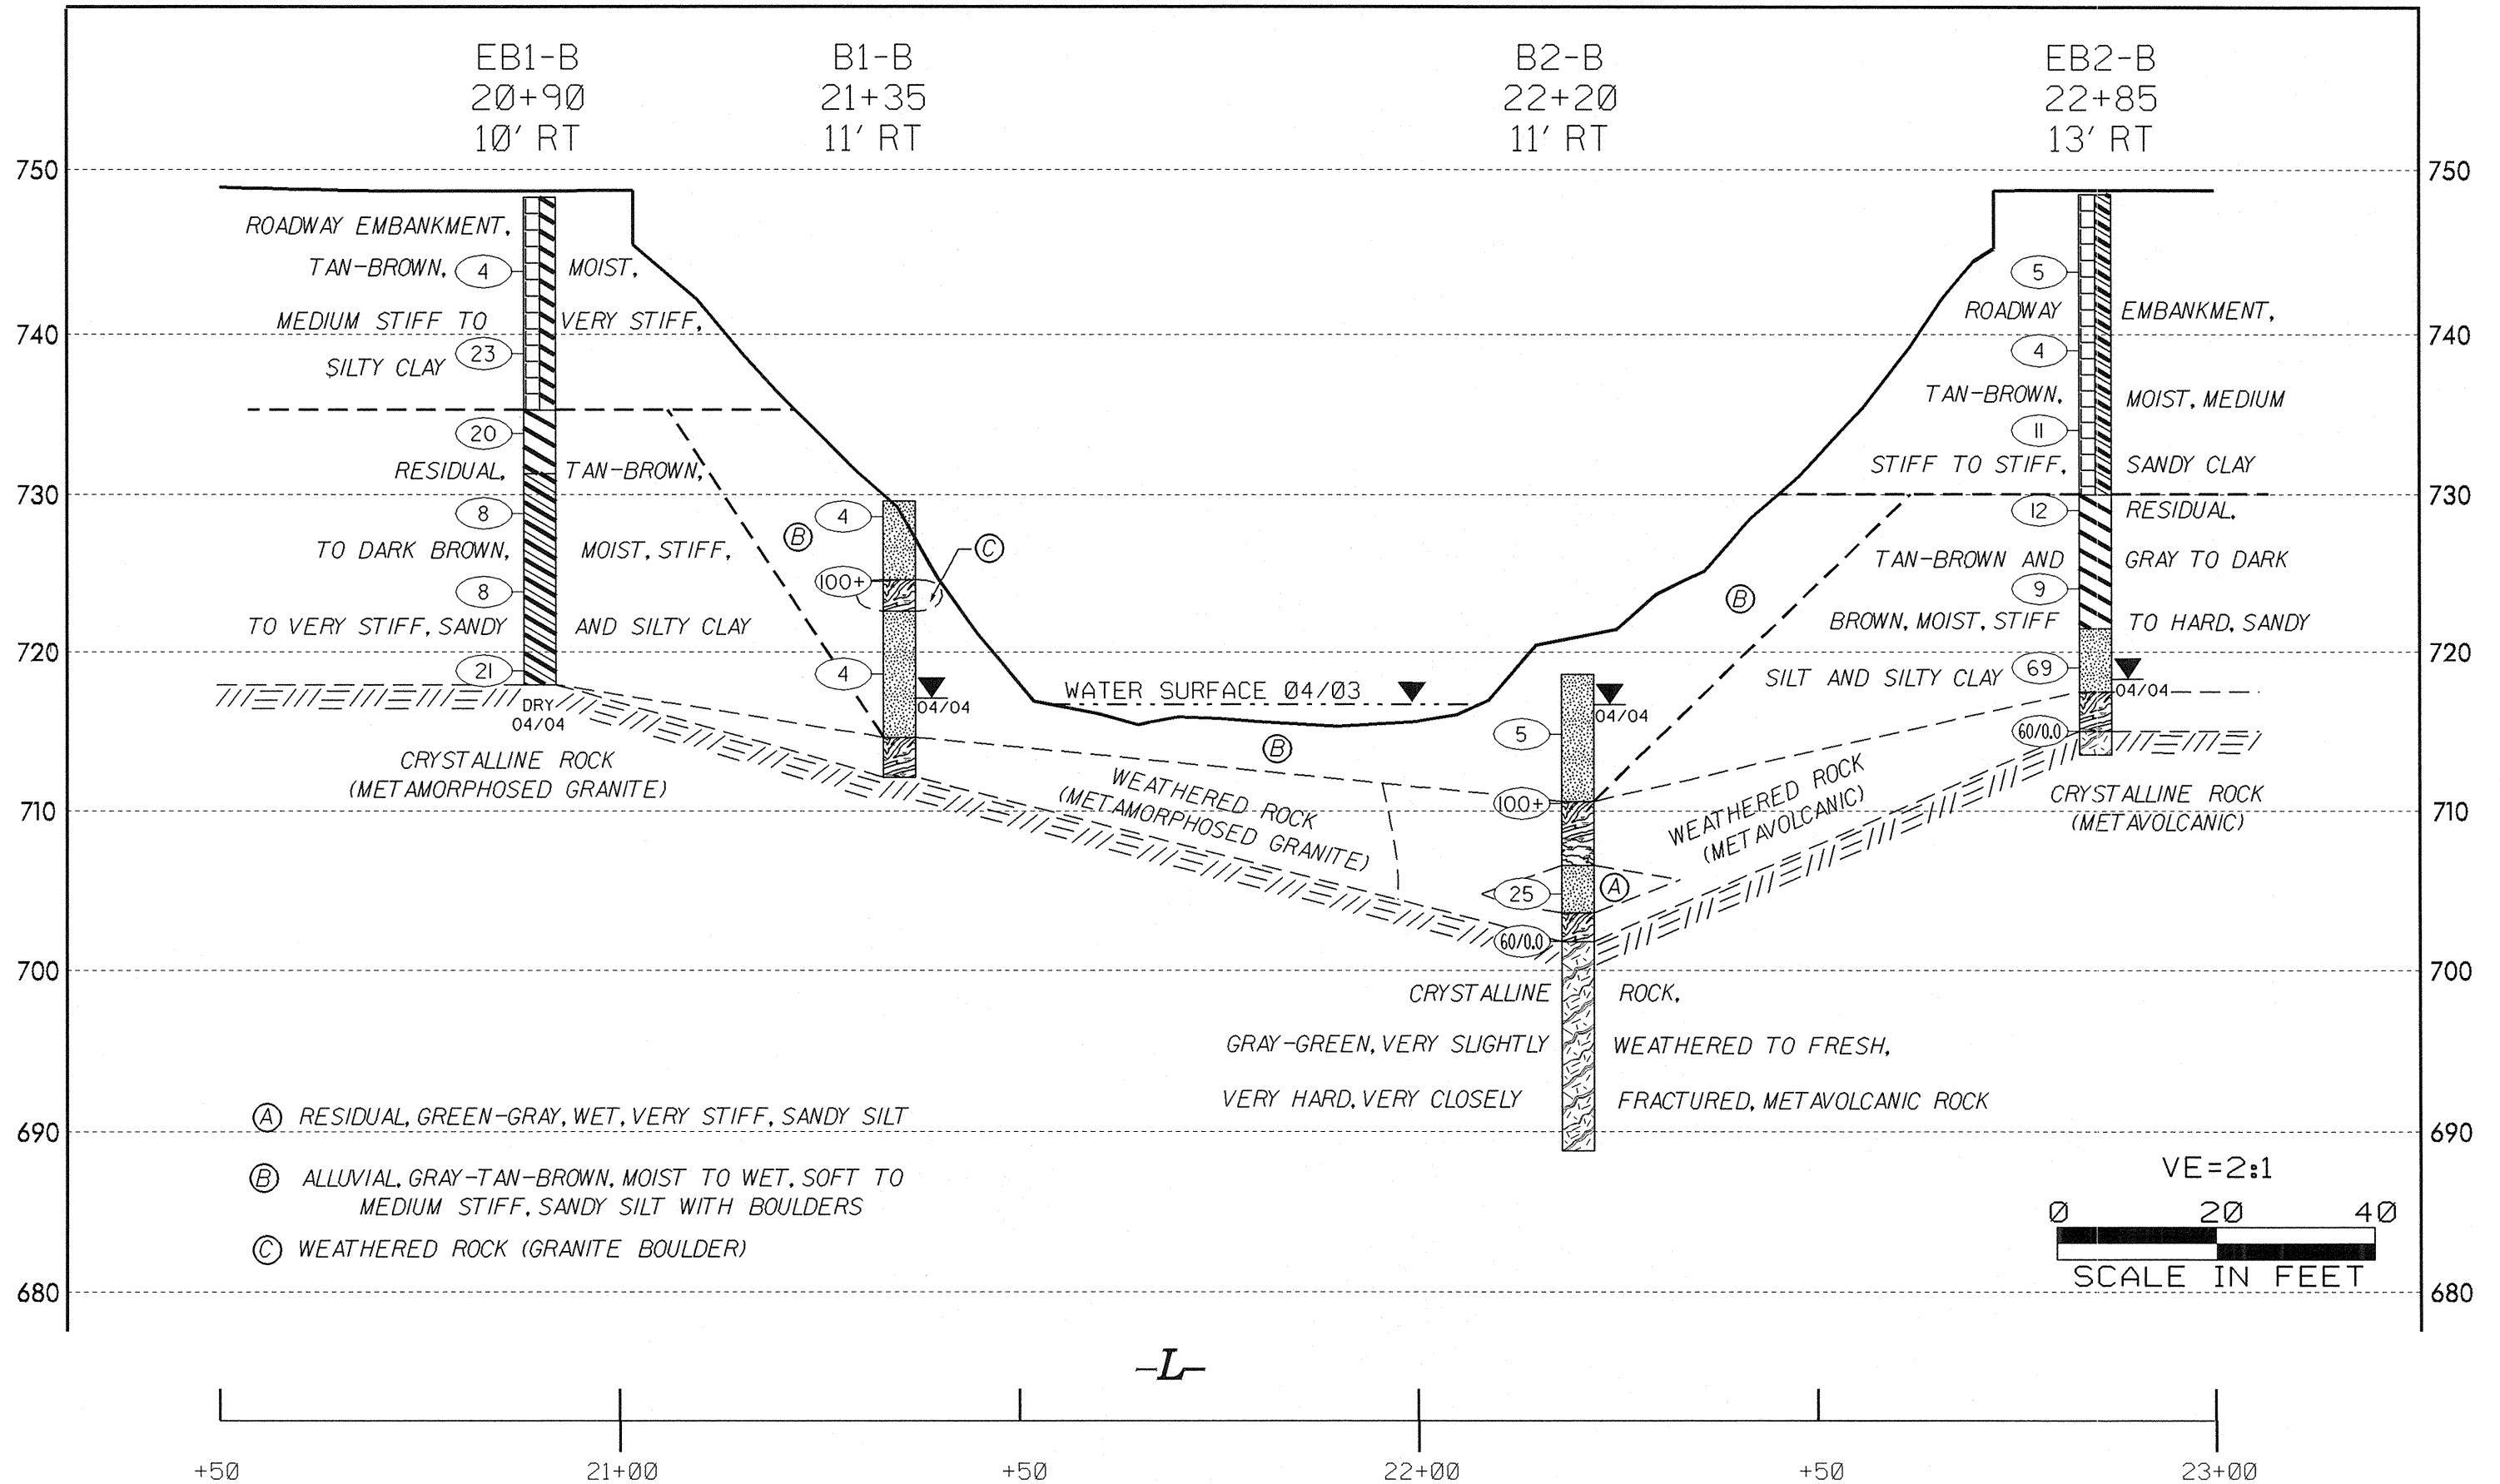 EB1-B
20+90
10' RT
B1-B
21+35
11' RT
B2-B
22+20
11' RT
EB2-B
22+85
13' RT
750
750
ROADWAY EMBANKMENT,
TAN-BROWN, 4 MOIST,
MEDIUM STIFF TO VERY STIFF,
23
SILTY CLAY
20
RESIDUAL, TAN-BROWN,
8
TO DARK BROWN, MOIST, STIFF,
8
TO VERY STIFF, SANDY AND SILTY CLAY
21
DRY
04/04
CRYSTALLINE ROCK
(METAMORPHOSED GRANITE)
740
740
730
730
720
720
710
710
700
700
690
690
680
680
B
4
C
100+
4
04/04
WATER SURFACE 04/03
B
WEATHERED ROCK
(METAMORPHOSED GRANITE)
04/04
5
100+
25
A
60/0.0
CRYSTALLINE ROCK,
GRAY-GREEN, VERY SLIGHTLY WEATHERED TO FRESH,
VERY HARD, VERY CLOSELY FRACTURED, METAVOLCANIC ROCK
B
WEATHERED ROCK
(METAVOLCANIC)
5
ROADWAY EMBANKMENT,
4
TAN-BROWN, MOIST, MEDIUM
11
STIFF TO STIFF, SANDY CLAY
12 RESIDUAL,
TAN-BROWN AND GRAY TO DARK
9
BROWN, MOIST, STIFF TO HARD, SANDY
SILT AND SILTY CLAY 69
04/04
60/0.0
CRYSTALLINE ROCK
(METAVOLCANIC)
A RESIDUAL, GREEN-GRAY, WET, VERY STIFF, SANDY SILT
B ALLUVIAL, GRAY-TAN-BROWN, MOIST TO WET, SOFT TO
MEDIUM STIFF, SANDY SILT WITH BOULDERS
C WEATHERED ROCK (GRANITE BOULDER)
VE=2:1
0 20 40
SCALE IN FEET
-L-
+50 21+00 +50 22+00 +50 23+00